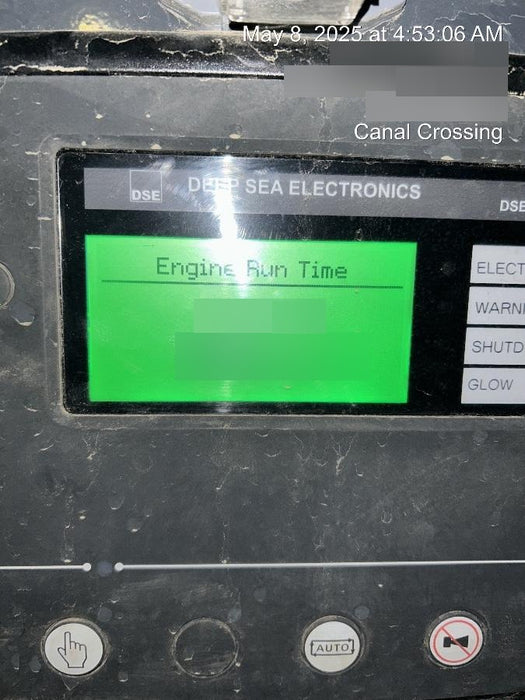 May 8, 2025 at 4:53:06 AM
Canal Crossing
DSE
DEEP SEA ELECTRONICS
DSE
Engine Run Time
ELECT
WARNI
SHUTD
GLOW
AUTO